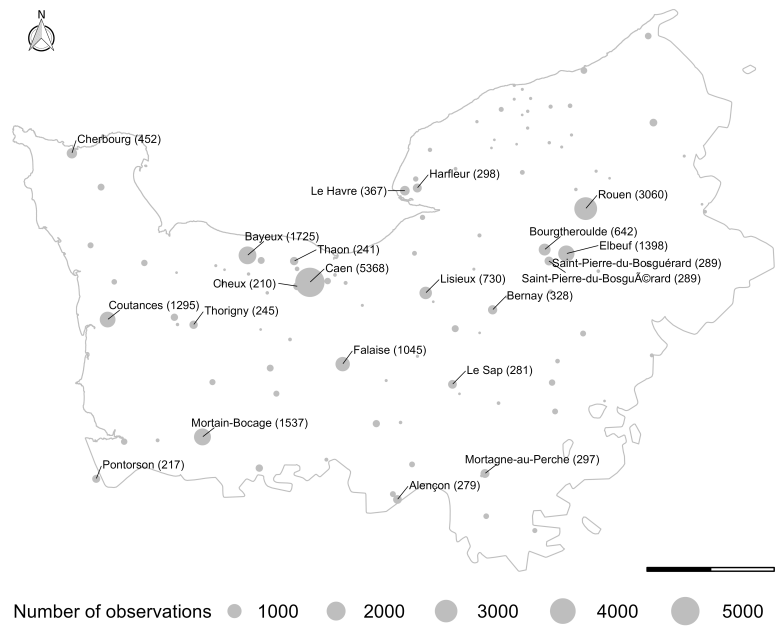 N
Cherbourg (452)
Harfleur (298)
Le Havre (367)
Rouen (3060)
Bourgtheroulde (642)
Bayeux (1725)
Elbeuf (1398)
Thaon (241)
Saint-Pierre-du-Bosguérard (289)
Caen (5368)
Saint-Pierre-du-BosguÃ©rard (289)
Cheux (210)
Lisieux (730)
Bernay (328)
Coutances (1295)
Thorigny (245)
Falaise (1045)
Le Sap (281)
Mortain-Bocage (1537)
Mortagne-au-Perche (297)
Pontorson (217)
Alençon (279)
Number of observations 1000 2000 3000 4000 5000